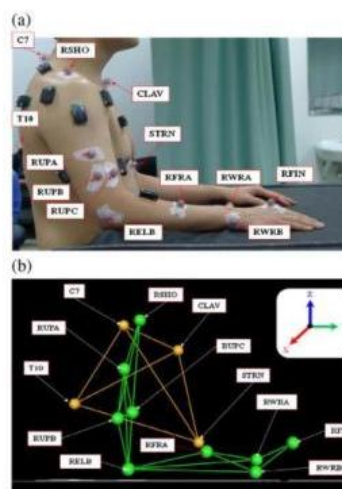 (a)
C7
RSHO
CLAV
T10
STRN
RUPA
RFRA
RWRA
RFIN
RUPB
RUPC
RELB
RWRB
(b)
C7
RSHO
CLAV
RUPA
Z
X
T10
RUPC
STRN
RWRA
RUPB
RFRA
RELB
RWRB